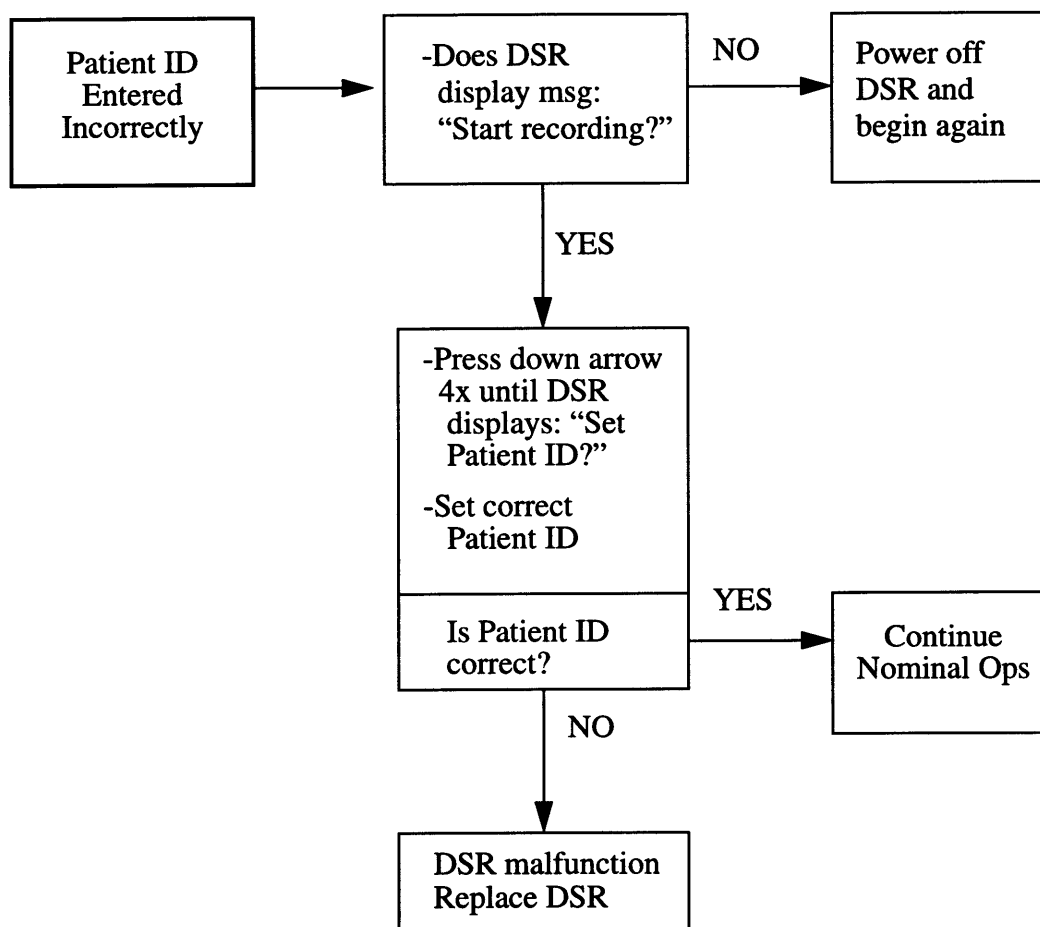 Patient ID
Entered
Incorrectly
-Does DSR
display msg:
“Start recording?”
NO
Power off
DSR and
begin again
YES
-Press down arrow
4x until DSR
displays: “Set
Patient ID?”
-Set correct
Patient ID
Is Patient ID
correct?
YES
Continue
Nominal Ops
NO
DSR malfunction
Replace DSR